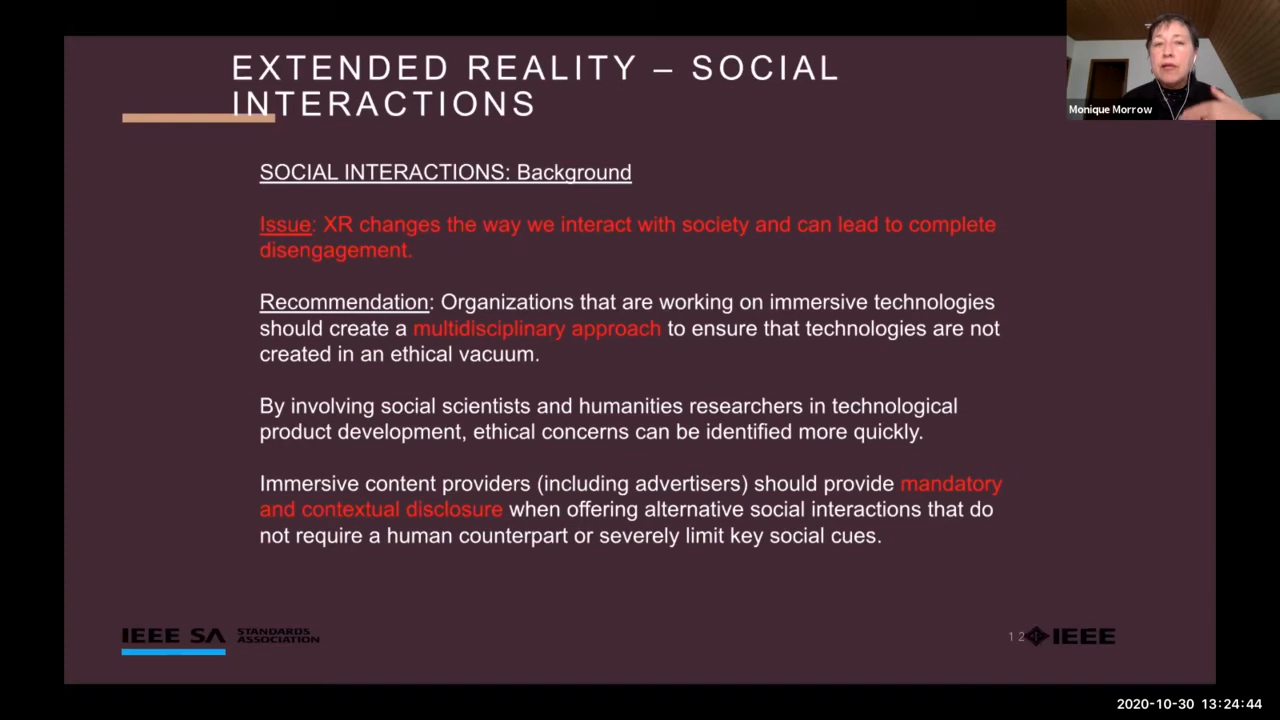 EXTENDED REALITY – SOCIAL
INTERACTIONS
Monique Morrow
SOCIAL INTERACTIONS: Background
Issue: XR changes the way we interact with society and can lead to complete
disengagement.
Recommendation: Organizations that are working on immersive technologies
should create a multidisciplinary approach to ensure that technologies are not
created in an ethical vacuum.
By involving social scientists and humanities researchers in technological
product development, ethical concerns can be identified more quickly.
Immersive content providers (including advertisers) should provide mandatory
and contextual disclosure when offering alternative social interactions that do
not require a human counterpart or severely limit key social cues.
IEEE SA STANDARDS
ASSOCIATION
12
IEEE
2020-10-30 13:24:44